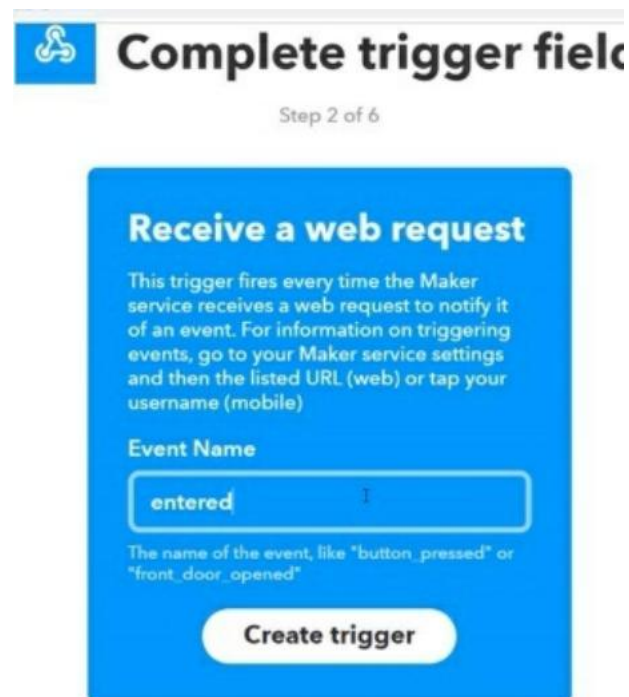 Complete trigger field
Step 2 of 6
Receive a web request
This trigger fires every time the Maker
service receives a web request to notify it
of an event. For information on triggering
events, go to your Maker service settings
and then the listed URL (web) or tap your
username (mobile)
Event Name
entered
The name of the event, like "button_pressed" or
"front_door_opened"
Create trigger